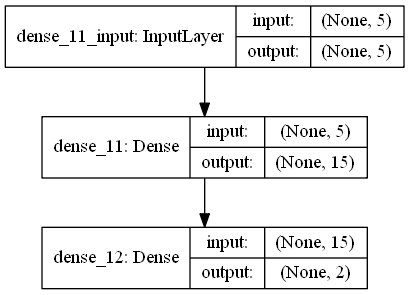 dense_11_input: InputLayer
input: (None, 5)
output: (None, 5)
dense_11: Dense
input: (None, 5)
output: (None, 15)
dense_12: Dense
input: (None, 15)
output: (None, 2)